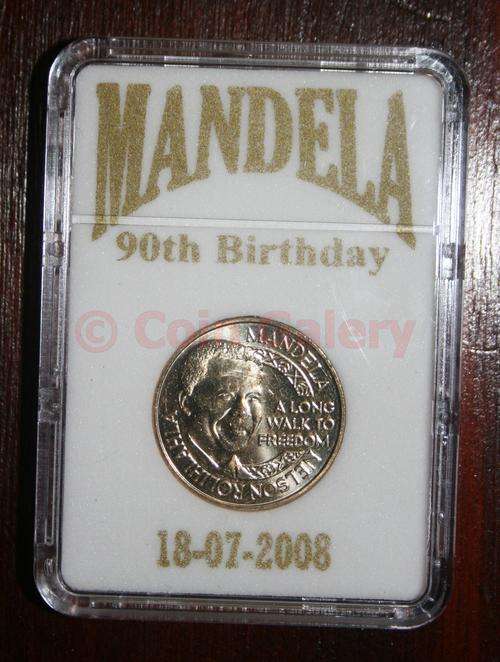 MANDELA
90th Birthday
© Coin Galery
NELSON ROLIHLAHLA MANDELA
A LONG
WALK TO
FREEDOM
18-07-2008